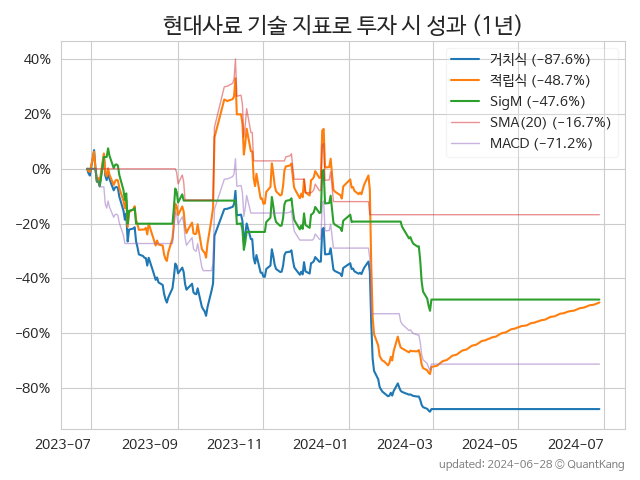 현대사료 기술 지표로 투자 시 성과 (1년)
거치식 (−87.6%)
적립식 (−48.7%)
SigM (−47.6%)
SMA(20) (−16.7%)
MACD (−71.2%)
40%
20%
0%
−20%
−40%
−60%
−80%
2023-07 2023-09 2023-11 2024-01 2024-03 2024-05 2024-07
updated: 2024-06-28 © QuantKang